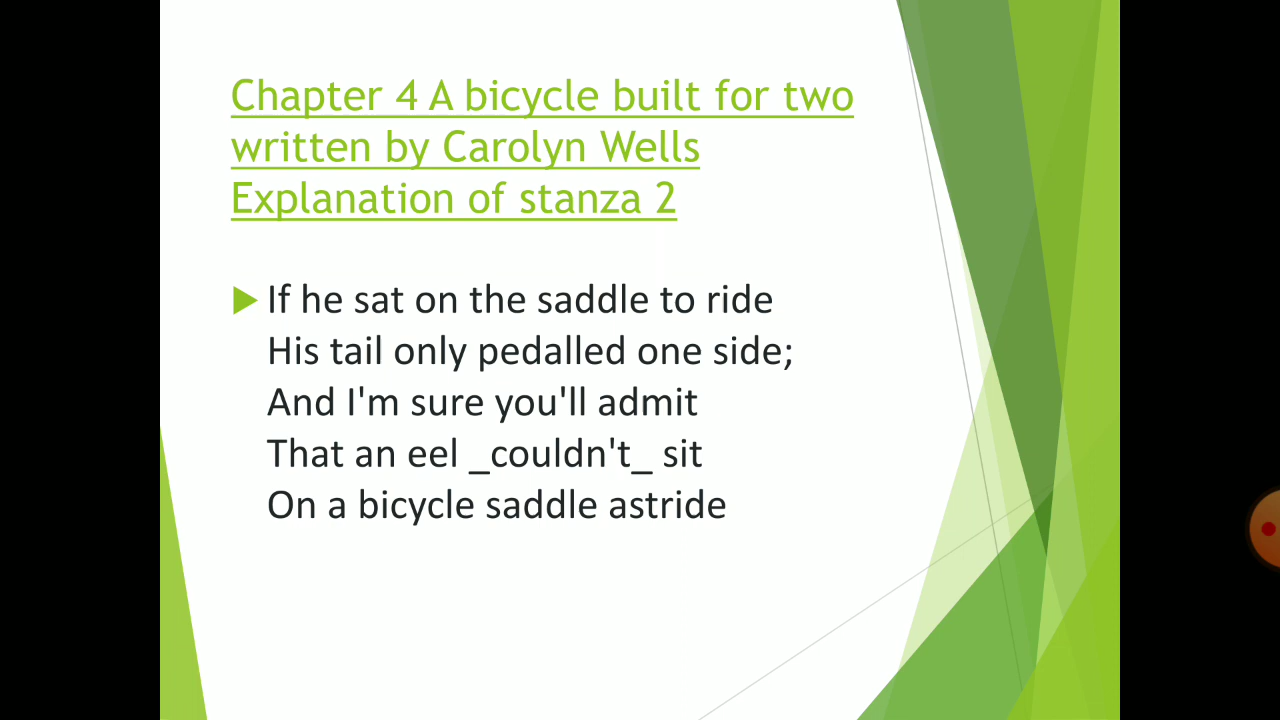 Chapter 4 A bicycle built for two
written by Carolyn Wells
Explanation of stanza 2
If he sat on the saddle to ride
His tail only pedalled one side;
And I'm sure you'll admit
That an eel _couldn't_ sit
On a bicycle saddle astride